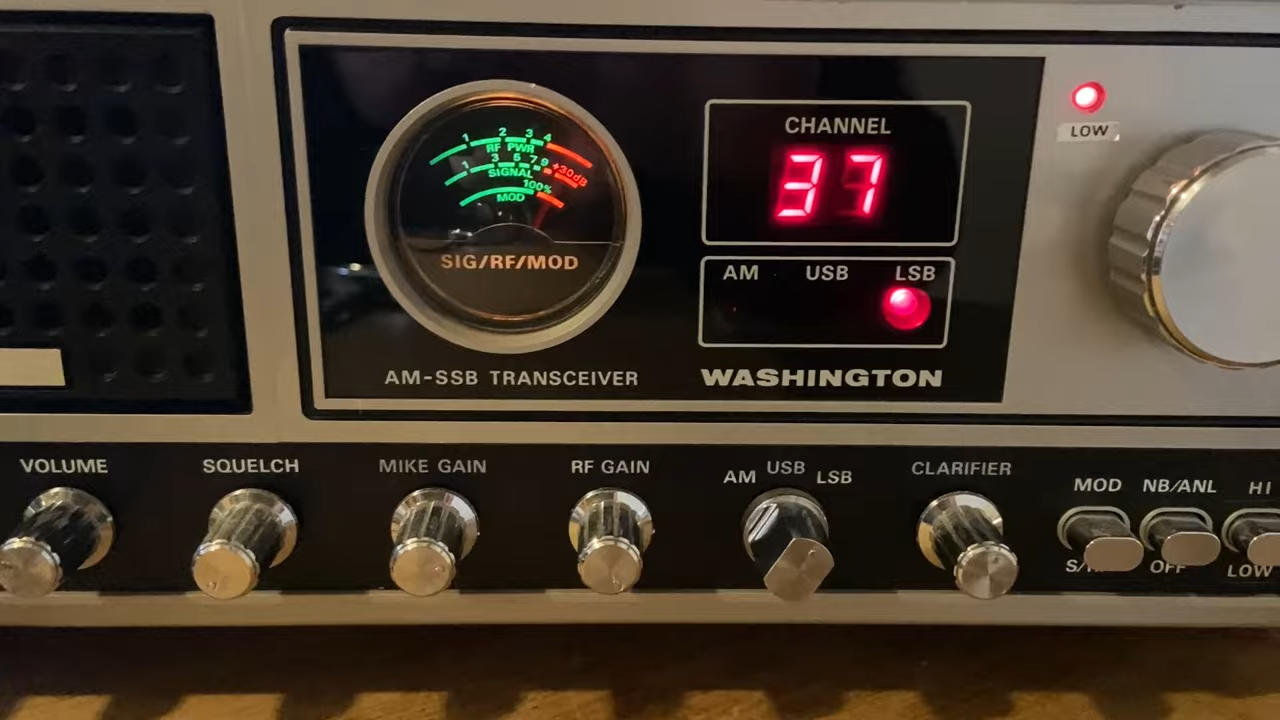 1 2 3 4
RF PWR
1 3 5 7 9 +30dB
SIGNAL
100%
MOD
SIG/RF/MOD
AM-SSB TRANSCEIVER
CHANNEL
37
AM USB LSB
WASHINGTON
LOW
VOLUME
SQUELCH
MIKE GAIN
RF GAIN
AM USB LSB
CLARIFIER
MOD
NB/ANL
OFF
HI
LOW